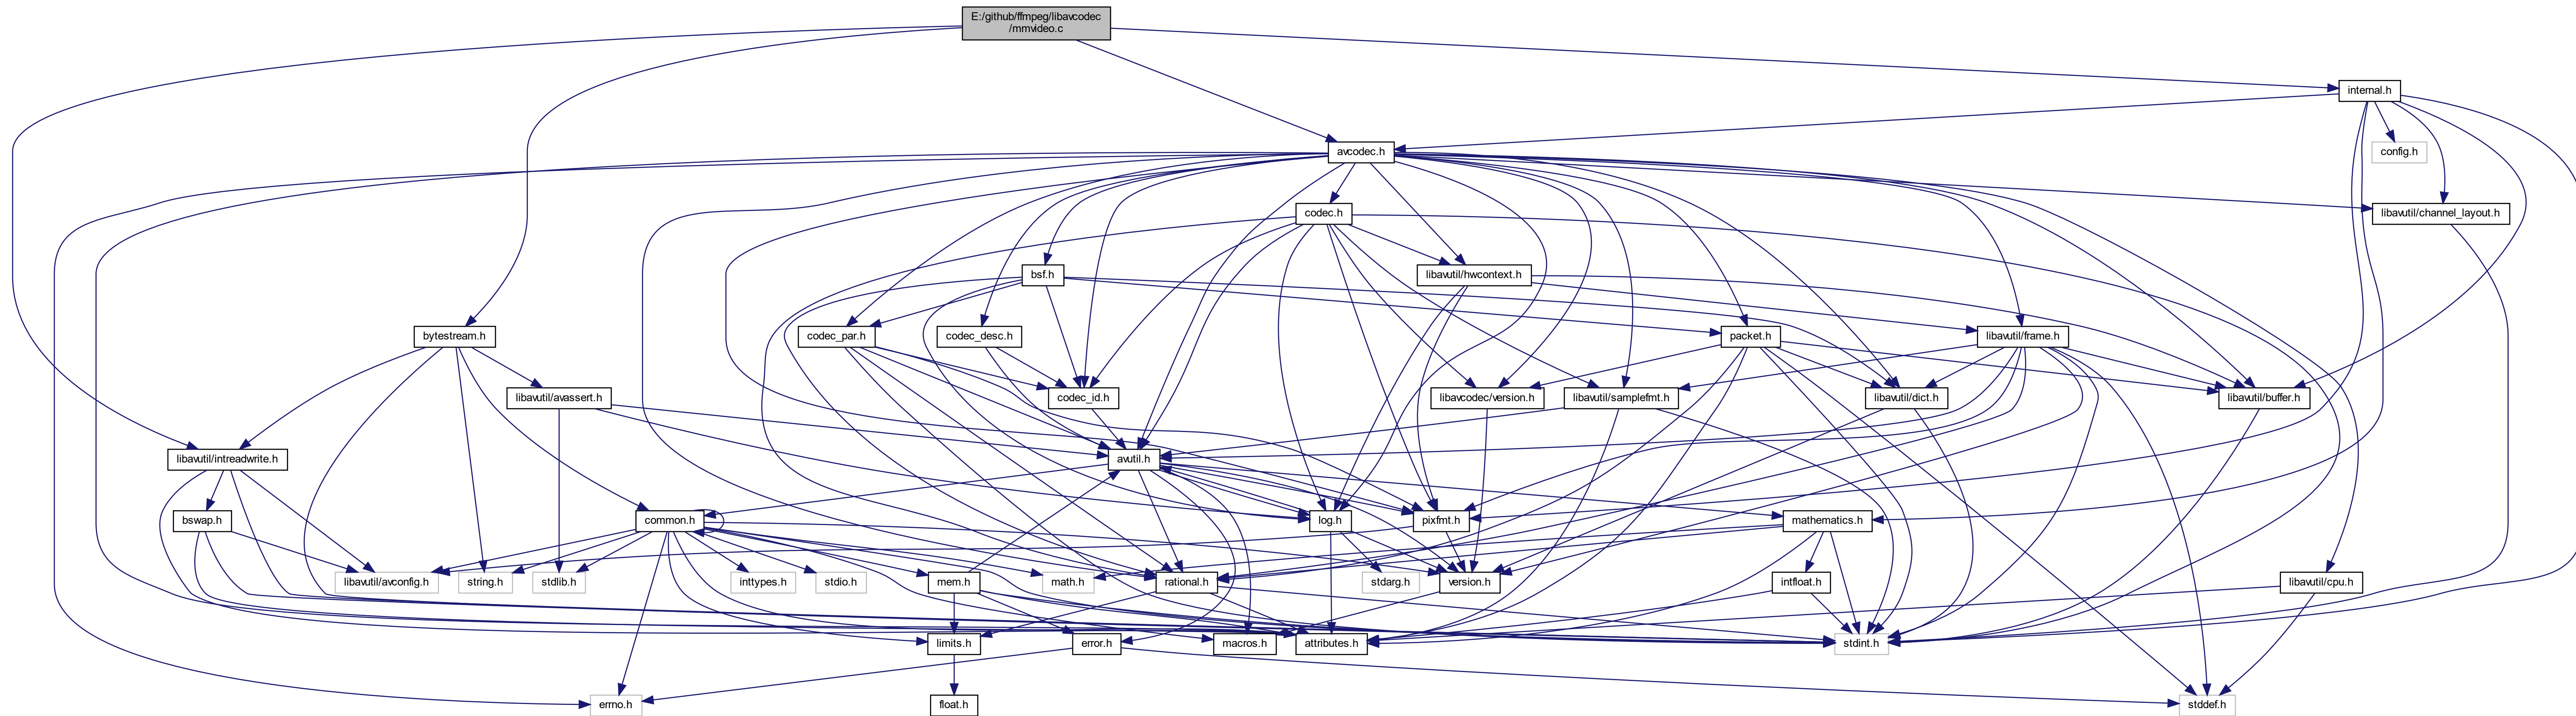 E:/github/ffmpeg/libavcodec
/mmvideo.c
internal.h
avcodec.h
config.h
codec.h
libavutil/channel_layout.h
bsf.h
libavutil/hwcontext.h
bytestream.h
codec_par.h
codec_desc.h
packet.h
libavutil/frame.h
libavutil/avassert.h
codec_id.h
libavcodec/version.h
libavutil/samplefmt.h
libavutil/dict.h
libavutil/buffer.h
libavutil/intreadwrite.h
avutil.h
bswap.h
common.h
log.h
pixfmt.h
mathematics.h
libavutil/avconfig.h
string.h
stdlib.h
inttypes.h
stdio.h
mem.h
math.h
rational.h
stdarg.h
version.h
intfloat.h
libavutil/cpu.h
limits.h
error.h
macros.h
attributes.h
stdint.h
errno.h
float.h
stddef.h